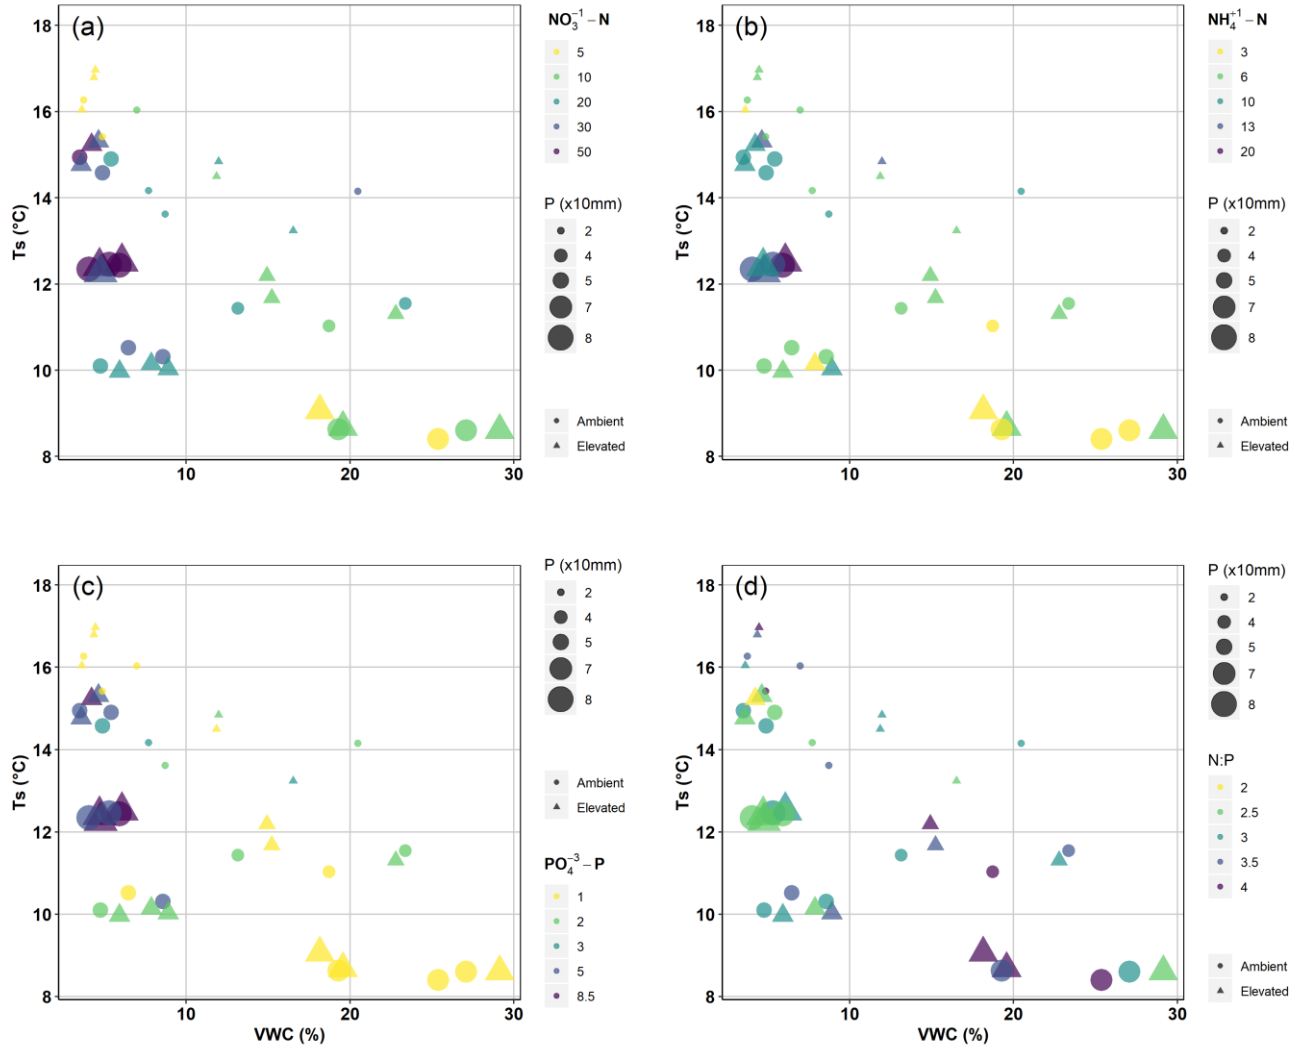 (a)
18
16
14
12
10
8
Ts (°C)
10
20
30
NO₃⁻¹ – N
5
10
20
30
50
P (x10mm)
2
4
5
7
8
Ambient
Elevated
(b)
18
16
14
12
10
8
Ts (°C)
10
20
30
NH₄⁺¹ – N
3
6
10
13
20
P (x10mm)
2
4
5
7
8
Ambient
Elevated
(c)
18
16
14
12
10
8
Ts (°C)
10
20
30
VWC (%)
P (x10mm)
2
4
5
7
8
Ambient
Elevated
PO₄⁻³ – P
1
2
3
5
8.5
(d)
18
16
14
12
10
8
Ts (°C)
10
20
30
VWC (%)
P (x10mm)
2
4
5
7
8
N:P
2
2.5
3
3.5
4
Ambient
Elevated